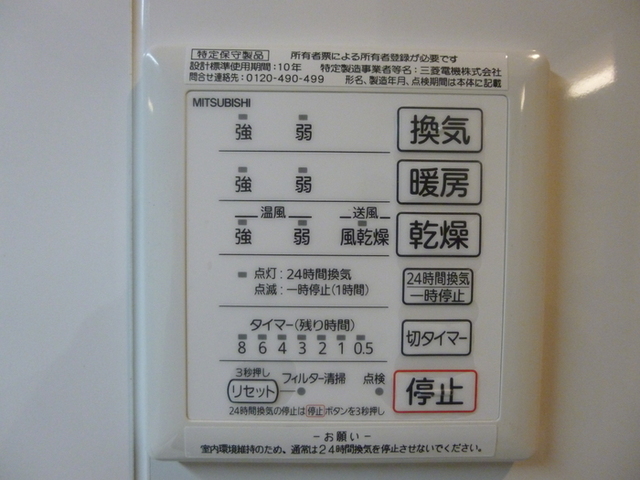 特定保守製品 所有者票による所有者登録が必要です
設計標準使用期間:10年 特定製造事業者等名:三菱電機株式会社
問合せ連絡先:0120-490-499 形名、製造年月、点検期間は本体に記載
MITSUBISHI
強 弱 換気
強 弱 暖房
温風 送風
強 弱 風乾燥 乾燥
点灯:24時間換気
点滅:一時停止(1時間)
24時間換気
一時停止
タイマー(残り時間)
8 6 4 3 2 1 0.5
切タイマー
3秒押し
リセット フィルター清掃 点検
停止
24時間換気の停止は停止ボタンを3秒押し
-お願い-
室内環境維持のため、通常は24時間換気を停止させないでください。